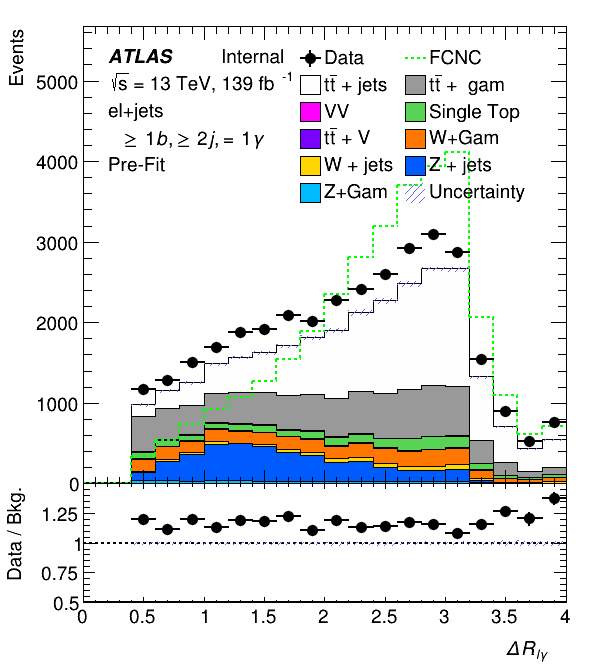 Events
ATLAS Internal
√s = 13 TeV, 139 fb⁻¹
el+jets
≥ 1b, ≥ 2j, = 1γ
Pre-Fit
Data
FCNC
tt̄ + jets
tt̄ + gam
VV
Single Top
tt̄ + V
W+Gam
W + jets
Z + jets
Z+Gam
Uncertainty
5000
4000
3000
2000
1000
0
Data / Bkg.
1.25
1
0.75
0.5
0 0.5 1 1.5 2 2.5 3 3.5 4
ΔR_lγ